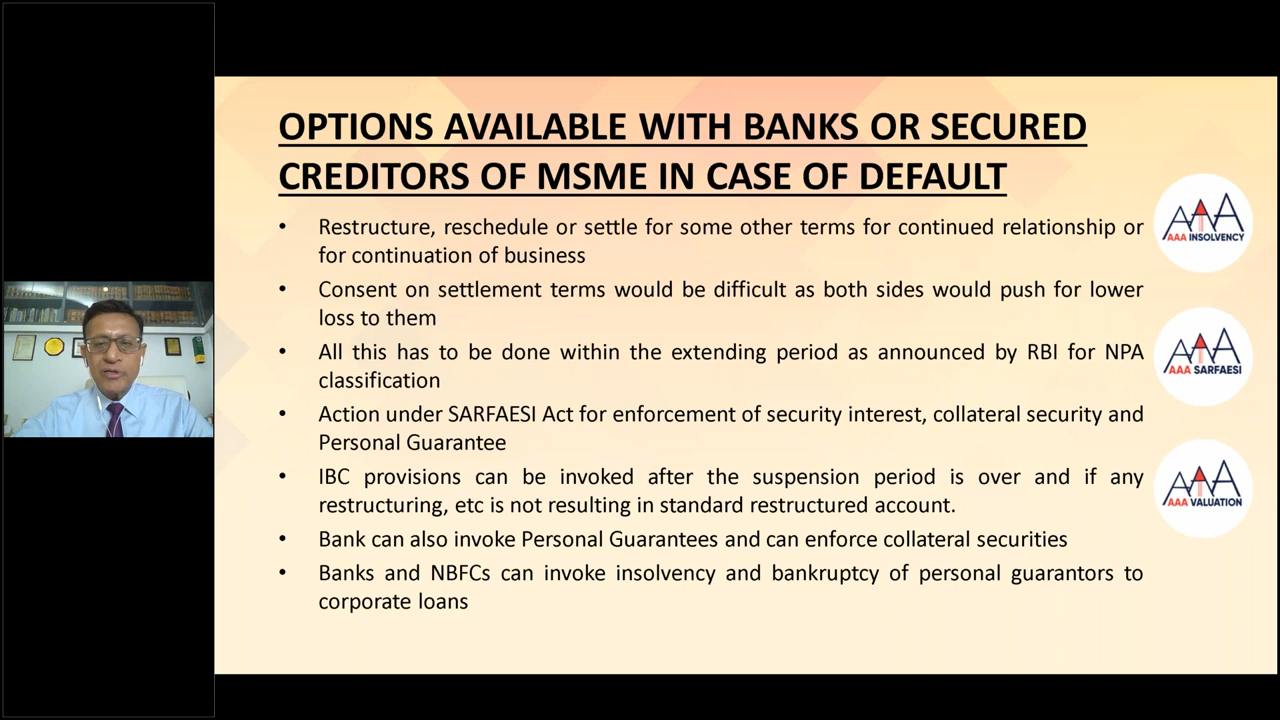 OPTIONS AVAILABLE WITH BANKS OR SECURED
CREDITORS OF MSME IN CASE OF DEFAULT
• Restructure, reschedule or settle for some other terms for continued relationship or
for continuation of business
• Consent on settlement terms would be difficult as both sides would push for lower
loss to them
• All this has to be done within the extending period as announced by RBI for NPA
classification
• Action under SARFAESI Act for enforcement of security interest, collateral security and
Personal Guarantee
• IBC provisions can be invoked after the suspension period is over and if any
restructuring, etc is not resulting in standard restructured account.
• Bank can also invoke Personal Guarantees and can enforce collateral securities
• Banks and NBFCs can invoke insolvency and bankruptcy of personal guarantors to
corporate loans
AAA
AAA INSOLVENCY
AAA
AAA SARFAESI
AAA
AAA VALUATION